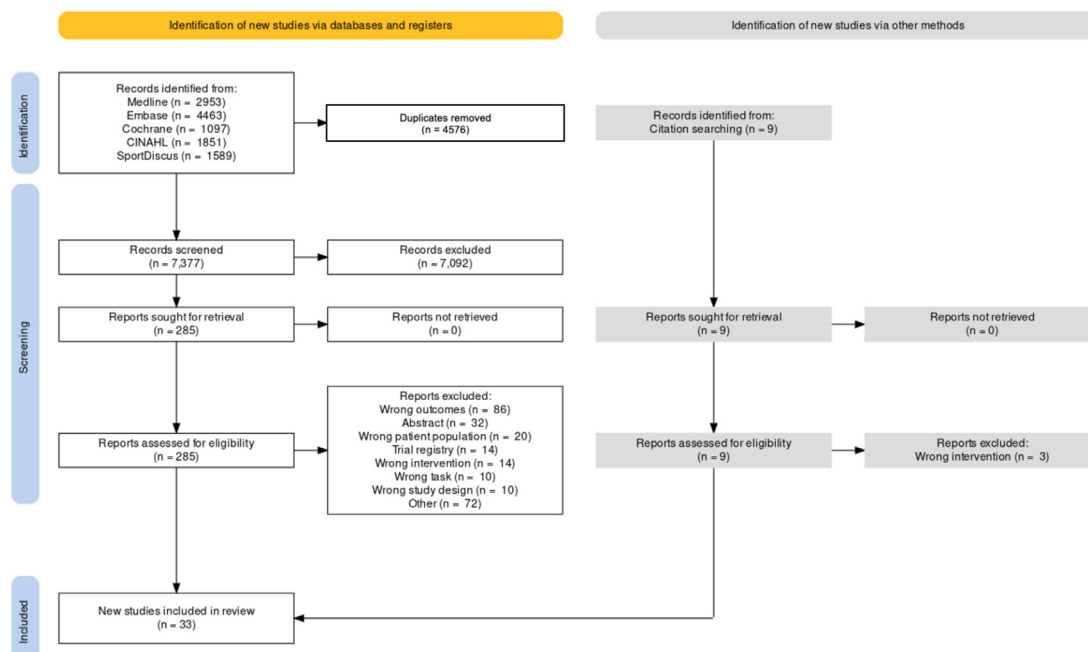 Identification of new studies via databases and registers
Identification of new studies via other methods
Identification
Records identified from:
Medline (n = 2953)
Embase (n = 4463)
Cochrane (n = 1097)
CINAHL (n = 1851)
SportDiscus (n = 1589)
Duplicates removed
(n = 4576)
Records identified from:
Citation searching (n = 9)
Screening
Records screened
(n = 7,377)
Records excluded
(n = 7,092)
Reports sought for retrieval
(n = 285)
Reports not retrieved
(n = 0)
Reports sought for retrieval
(n = 9)
Reports not retrieved
(n = 0)
Reports assessed for eligibility
(n = 285)
Reports excluded:
Wrong outcomes (n = 86)
Abstract (n = 32)
Wrong patient population (n = 20)
Trial registry (n = 14)
Wrong intervention (n = 14)
Wrong task (n = 10)
Wrong study design (n = 10)
Other (n = 72)
Reports assessed for eligibility
(n = 9)
Reports excluded:
Wrong intervention (n = 3)
Included
New studies included in review
(n = 33)